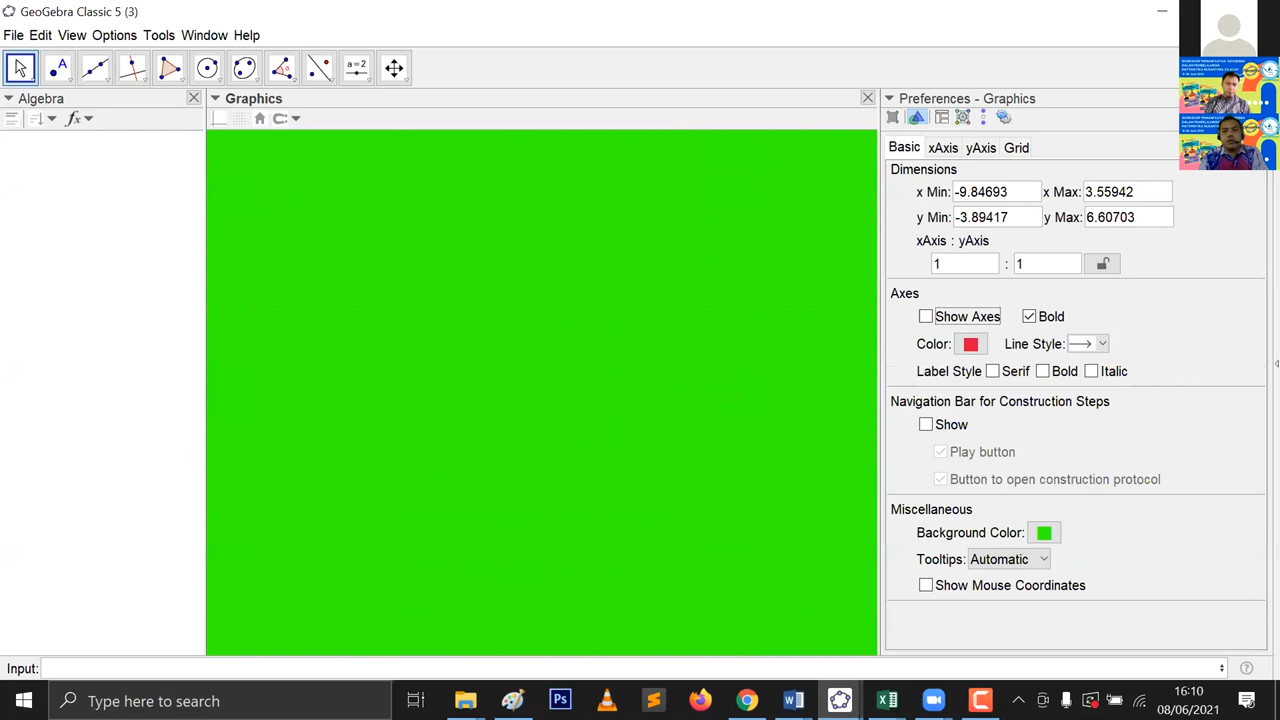 GeoGebra Classic 5 (3)
File Edit View Options Tools Window Help
A
a=2
Algebra
Graphics
Preferences - Graphics
fx
Basic xAxis yAxis Grid
Dimensions
x Min: -9.84693 x Max: 3.55942
y Min: -3.89417 y Max: 6.60703
xAxis : yAxis
1 : 1
Axes
Show Axes Bold
Color: Line Style:
Label Style Serif Bold Italic
Navigation Bar for Construction Steps
Show
Play button
Button to open construction protocol
Miscellaneous
Background Color:
Tooltips: Automatic
Show Mouse Coordinates
Input:
Type here to search
Ps
16:10
08/06/2021